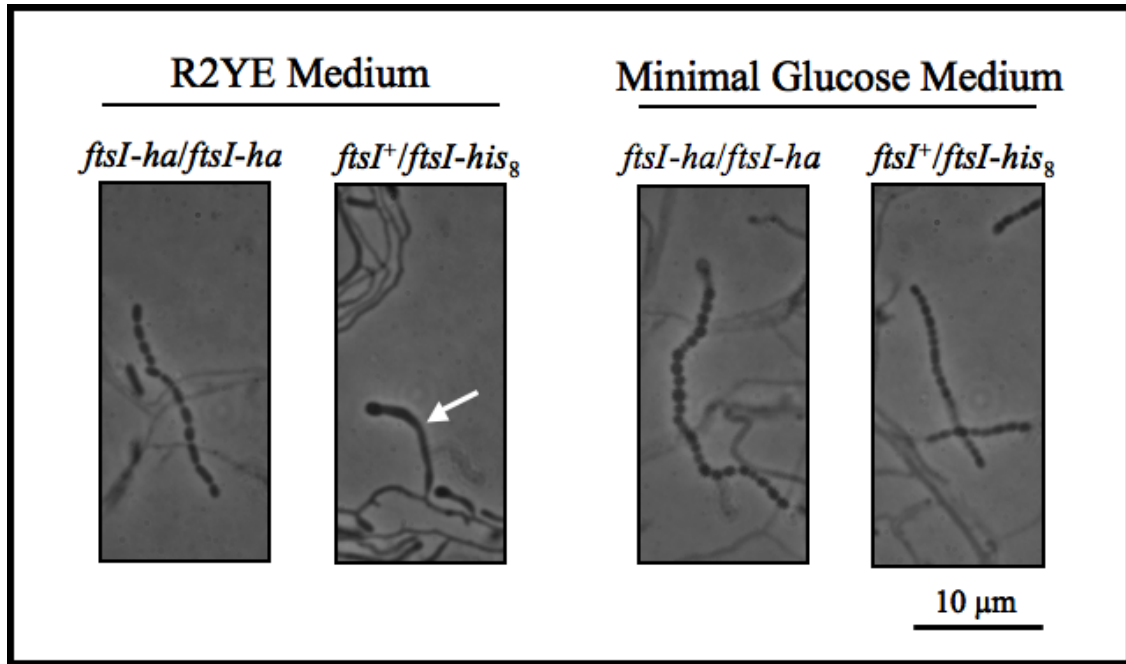 R2YE Medium
Minimal Glucose Medium
ftsI-ha/ftsI-ha
ftsI⁺/ftsI-his₈
ftsI-ha/ftsI-ha
ftsI⁺/ftsI-his₈
10 μm